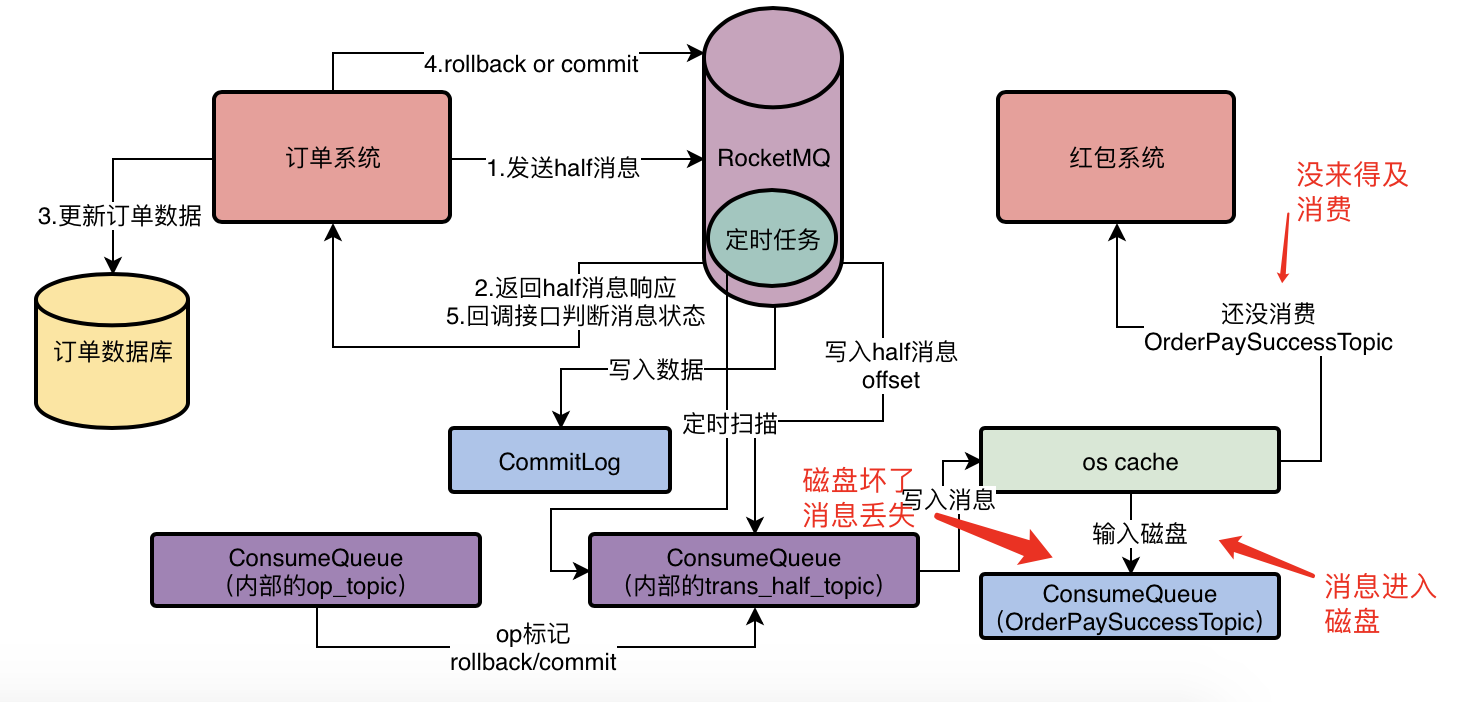 4.rollback or commit
订单系统
1.发送half消息
RocketMQ
定时任务
红包系统
没来得及
消费
3.更新订单数据
订单数据库
2.返回half消息响应
5.回调接口判断消息状态
还没消费
OrderPaySuccessTopic
写入数据
写入half消息
offset
定时扫描
CommitLog
os cache
磁盘坏了
消息丢失
写入消息
输入磁盘
ConsumeQueue
（内部的op_topic）
ConsumeQueue
（内部的trans_half_topic）
ConsumeQueue
（OrderPaySuccessTopic）
消息进入
磁盘
op标记
rollback/commit